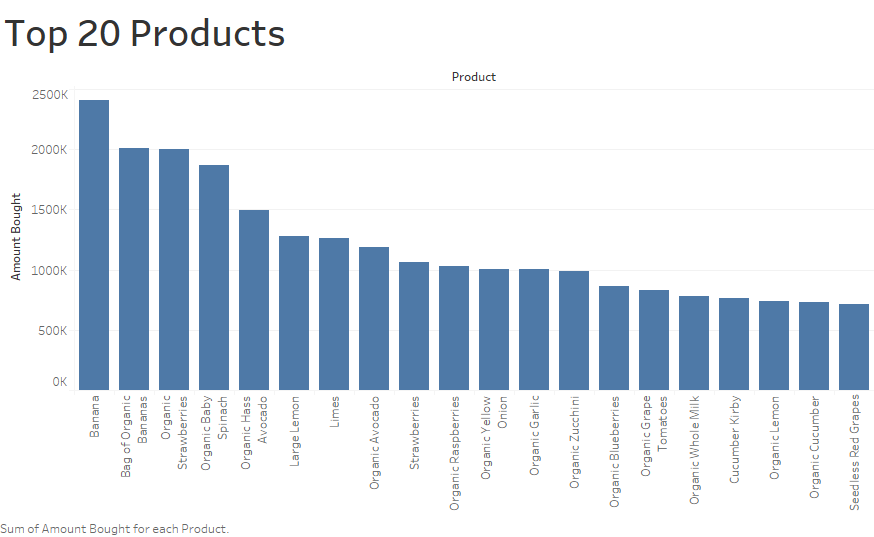 Top 20 Products
Product
Amount Bought
2500K
2000K
1500K
1000K
500K
0K
Banana
Bag of Organic
Bananas
Organic
Strawberries
Organic Baby
Spinach
Organic Hass
Avocado
Large Lemon
Limes
Organic Avocado
Strawberries
Organic Raspberries
Organic Yellow
Onion
Organic Garlic
Organic Zucchini
Organic Blueberries
Organic Grape
Tomatoes
Organic Whole Milk
Cucumber Kirby
Organic Lemon
Organic Cucumber
Seedless Red Grapes
Sum of Amount Bought for each Product.